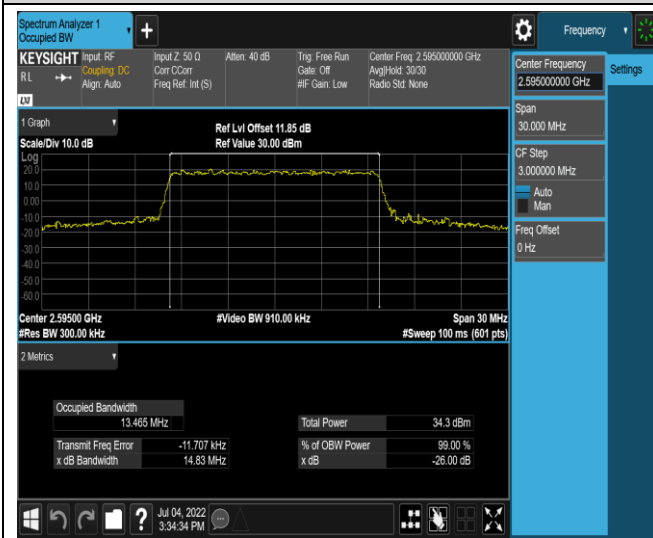 Spectrum Analyzer 1
Occupied BW
+
Frequency
KEYSIGHT
RL
LXI
Input: RF
Coupling: DC
Align: Auto
Input Z: 50 Ω
Corr CCorr
Freq Ref: Int (S)
Atten: 40 dB
Trig: Free Run
Gate: Off
#IF Gain: Low
Center Freq: 2.595000000 GHz
Avg|Hold: 30/30
Radio Std: None
Center Frequency
2.595000000 GHz
Settings
Span
30.000 MHz
CF Step
3.000000 MHz
Auto
Man
Freq Offset
0 Hz
1 Graph
Scale/Div 10.0 dB
Ref Lvl Offset 11.85 dB
Ref Value 30.00 dBm
Log
20.0
10.0
0.00
-10.0
-20.0
-30.0
-40.0
-50.0
-60.0
Center 2.59500 GHz
#Video BW 910.00 kHz
Span 30 MHz
#Res BW 300.00 kHz
#Sweep 100 ms (601 pts)
2 Metrics
Occupied Bandwidth
13.465 MHz
Total Power 34.3 dBm
Transmit Freq Error -11.707 kHz
% of OBW Power 99.00 %
x dB Bandwidth 14.83 MHz
x dB -26.00 dB
?
Jul 04, 2022
3:34:34 PM